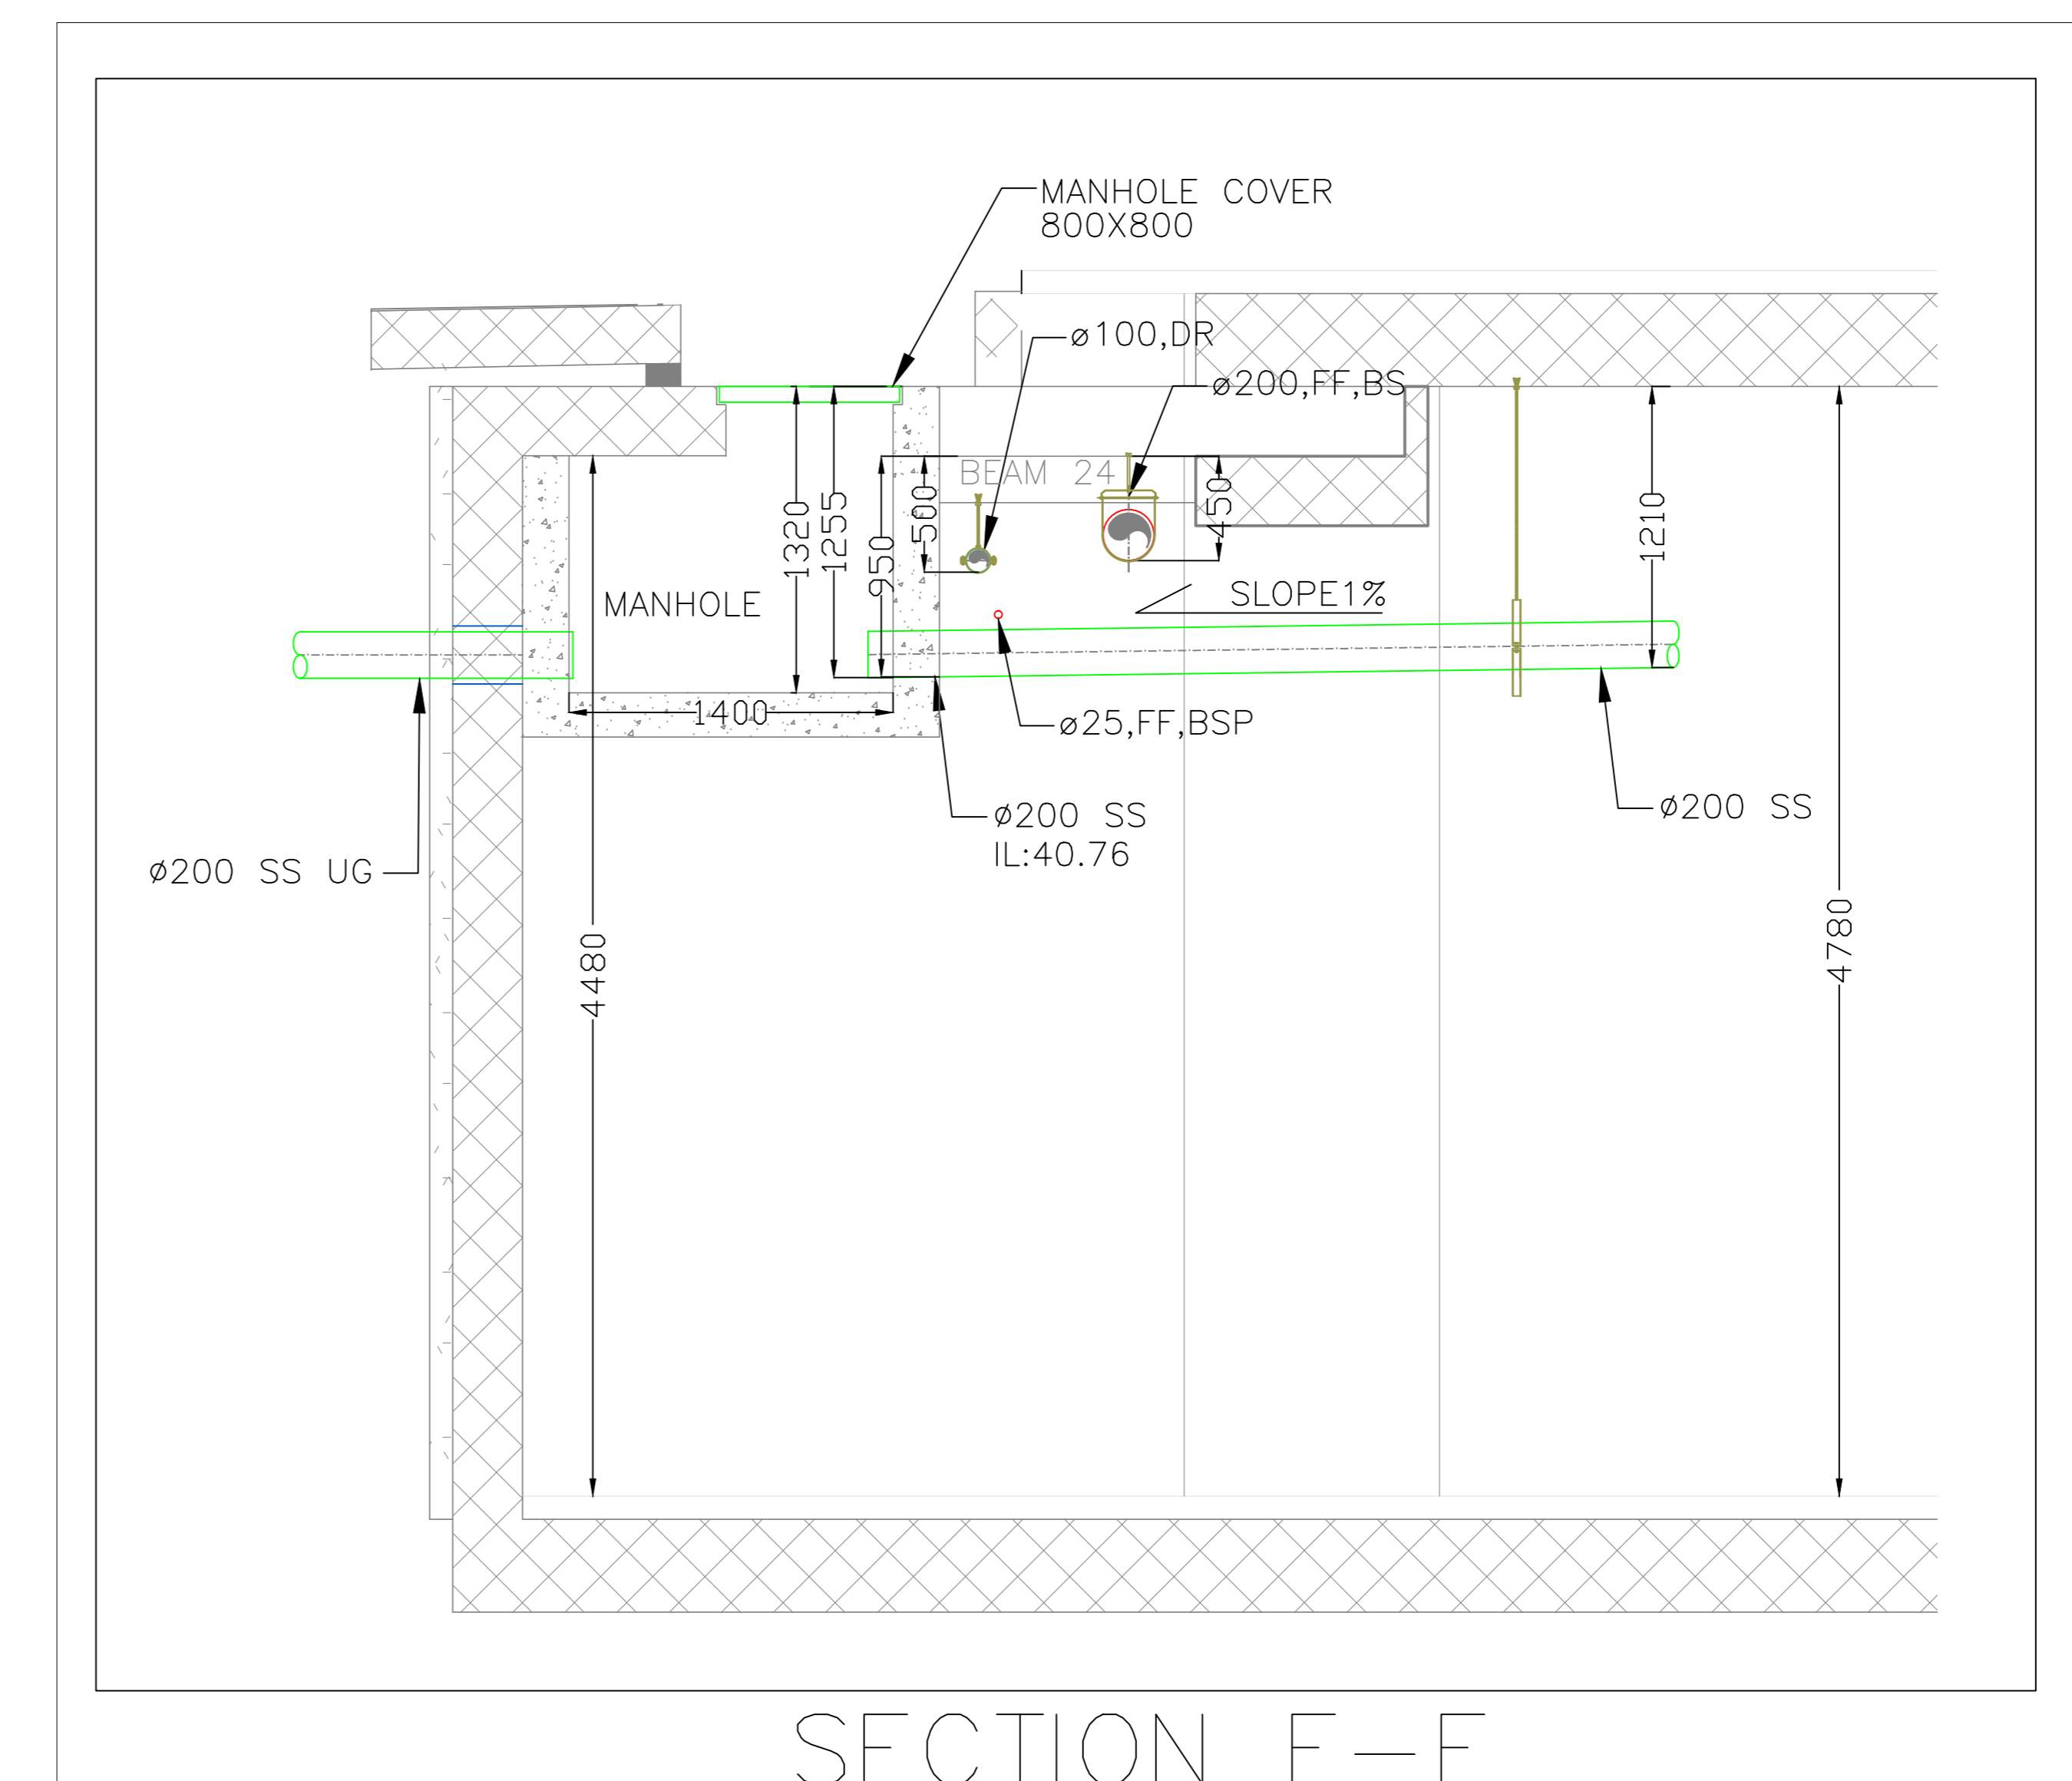 MANHOLE COVER
800X800
ø100,DR
ø200,FF,BS
BEAM 24
500
450
1320
1255
950
1210
SLOPE1%
MANHOLE
1400
ø25,FF,BSP
ø200 SS
IL:40.76
ø200 SS
ø200 SS UG
4480
4780
SECTION